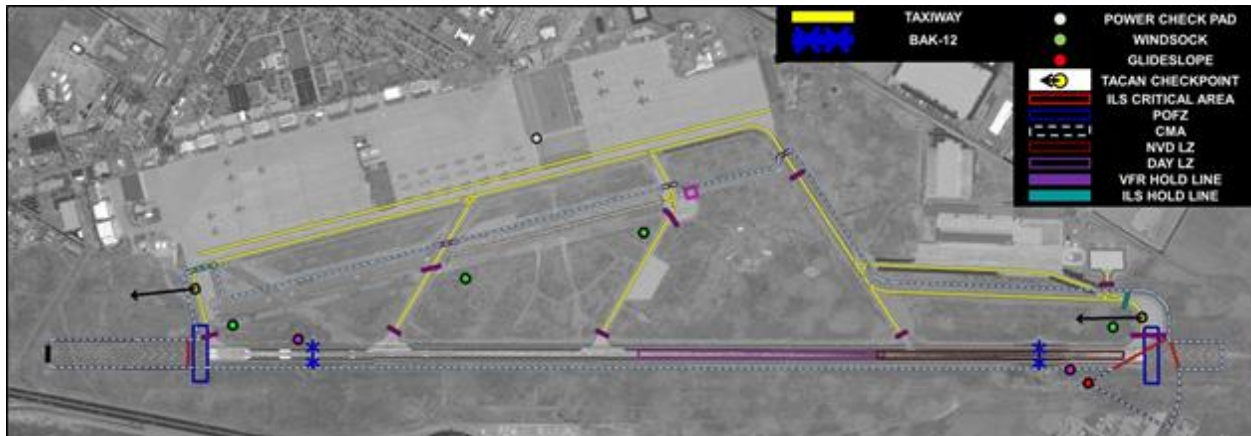 TAXIWAY
BAK-12
POWER CHECK PAD
WINDSOCK
GLIDESLOPE
TACAN CHECKPOINT
ILS CRITICAL AREA
POFZ
CMA
NVD LZ
DAY LZ
VFR HOLD LINE
ILS HOLD LINE